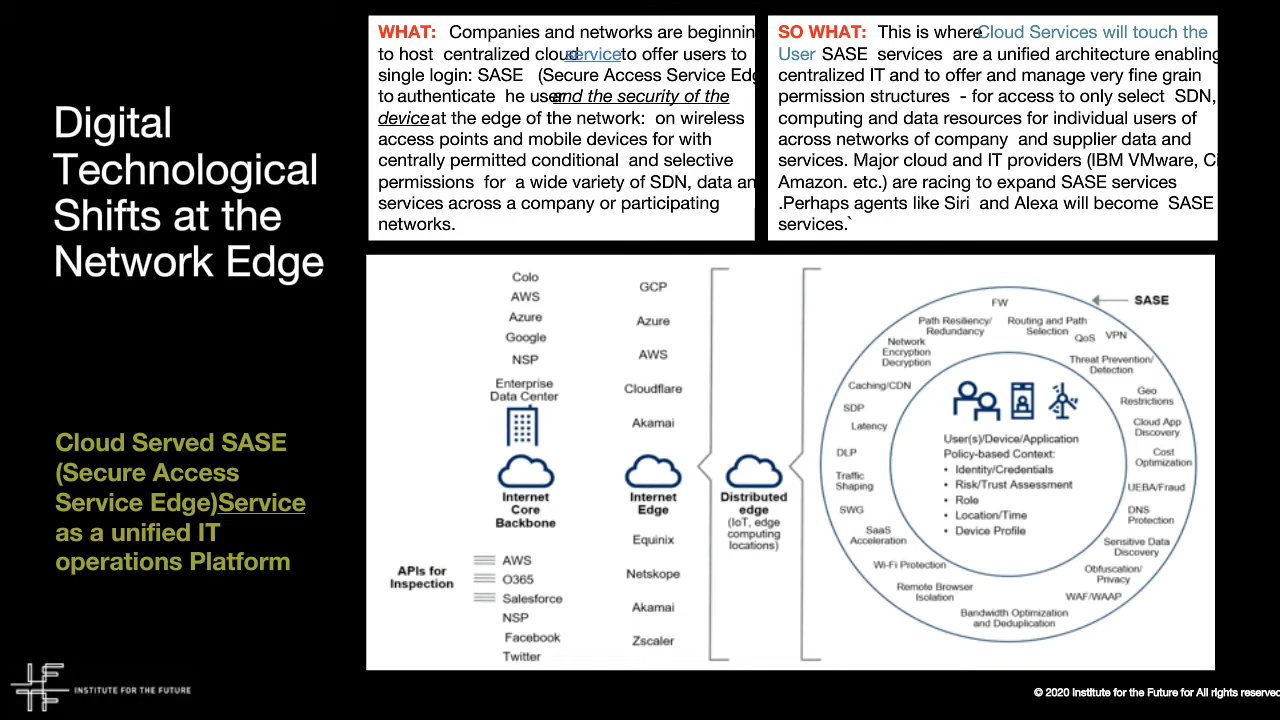 Digital
Technological
Shifts at the
Network Edge
Cloud Served SASE
(Secure Access
Service Edge)Service
as a unified IT
operations Platform
WHAT: Companies and networks are beginnin
to host centralized cloud service to offer users to
single login: SASE (Secure Access Service Edg
to authenticate he user and the security of the
device at the edge of the network: on wireless
access points and mobile devices for with
centrally permitted conditional and selective
permissions for a wide variety of SDN, data an
services across a company or participating
networks.
SO WHAT: This is where Cloud Services will touch the
User SASE services are a unified architecture enabling
centralized IT and to offer and manage very fine grain
permission structures - for access to only select SDN,
computing and data resources for individual users of
across networks of company and supplier data and
services. Major cloud and IT providers (IBM VMware, Ci
Amazon. etc.) are racing to expand SASE services
.Perhaps agents like Siri and Alexa will become SASE
services.`
Colo
AWS
Azure
Google
NSP
Enterprise
Data Center
Internet
Core
Backbone
APIs for
Inspection
AWS
O365
Salesforce
NSP
Facebook
Twitter
GCP
Azure
AWS
Cloudflare
Akamai
Internet
Edge
Equinix
Netskope
Akamai
Zscaler
Distributed
edge
(IoT, edge
computing
locations)
SASE
FW
Path Resiliency/
Redundancy
Routing and Path
Selection
QoS
VPN
Network
Encryption
Decryption
Threat Prevention/
Detection
Caching/CDN
Geo
Restrictions
SDP
Latency
Cloud App
Discovery
DLP
Cost
Optimization
Traffic
Shaping
UEBA/Fraud
SWG
DNS
Protection
SaaS
Acceleration
Sensitive Data
Discovery
Wi-Fi Protection
Obfuscation/
Privacy
Remote Browser
Isolation
WAF/WAAP
Bandwidth Optimization
and Deduplication
User(s)/Device/Application
Policy-based Context:
• Identity/Credentials
• Risk/Trust Assessment
• Role
• Location/Time
• Device Profile
INSTITUTE FOR THE FUTURE
© 2020 Institute for the Future for All rights reserved